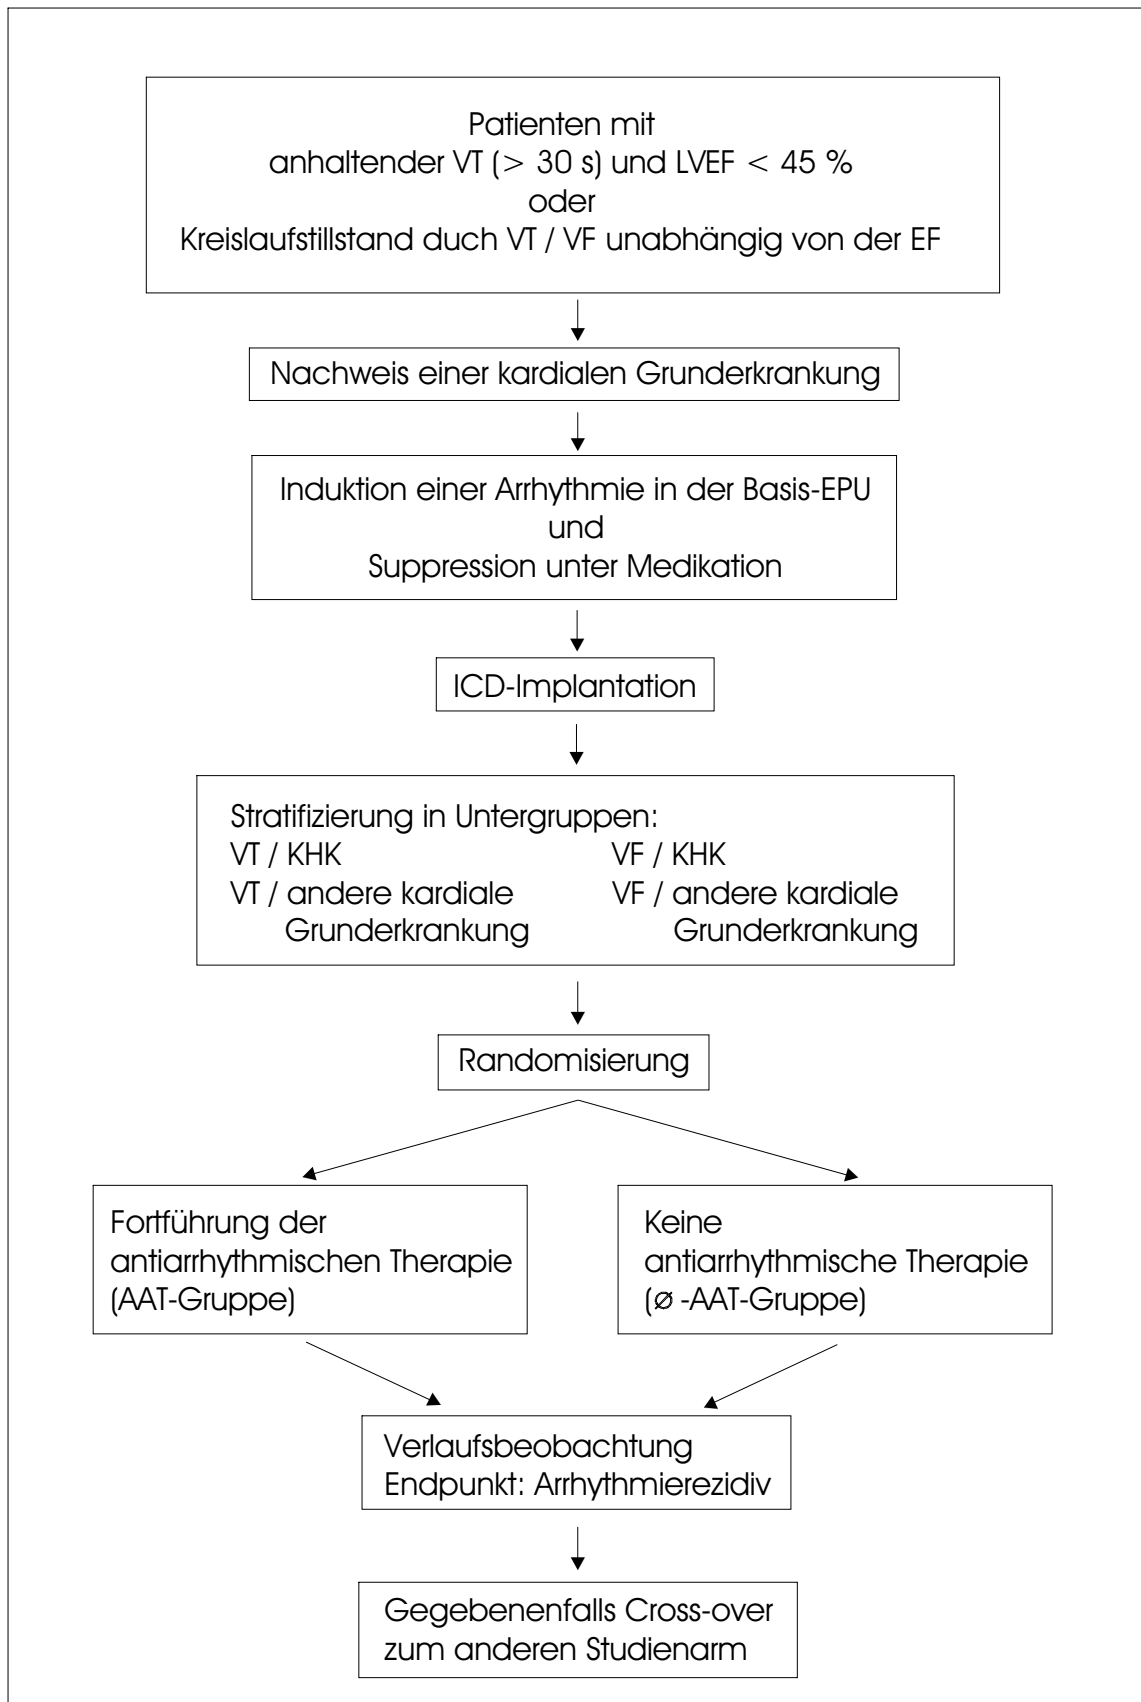 Patienten mit
anhaltender VT (> 30 s) und LVEF < 45 %
oder
Kreislaufstillstand duch VT / VF unabhängig von der EF
Nachweis einer kardialen Grunderkrankung
Induktion einer Arrhythmie in der Basis-EPU
und
Suppression unter Medikation
ICD-Implantation
Stratifizierung in Untergruppen:
VT / KHK VF / KHK
VT / andere kardiale VF / andere kardiale
Grunderkrankung Grunderkrankung
Randomisierung
Fortführung der
antiarrhythmischen Therapie
(AAT-Gruppe)
Keine
antiarrhythmische Therapie
(ø -AAT-Gruppe)
Verlaufsbeobachtung
Endpunkt: Arrhythmierezidiv
Gegebenenfalls Cross-over
zum anderen Studienarm